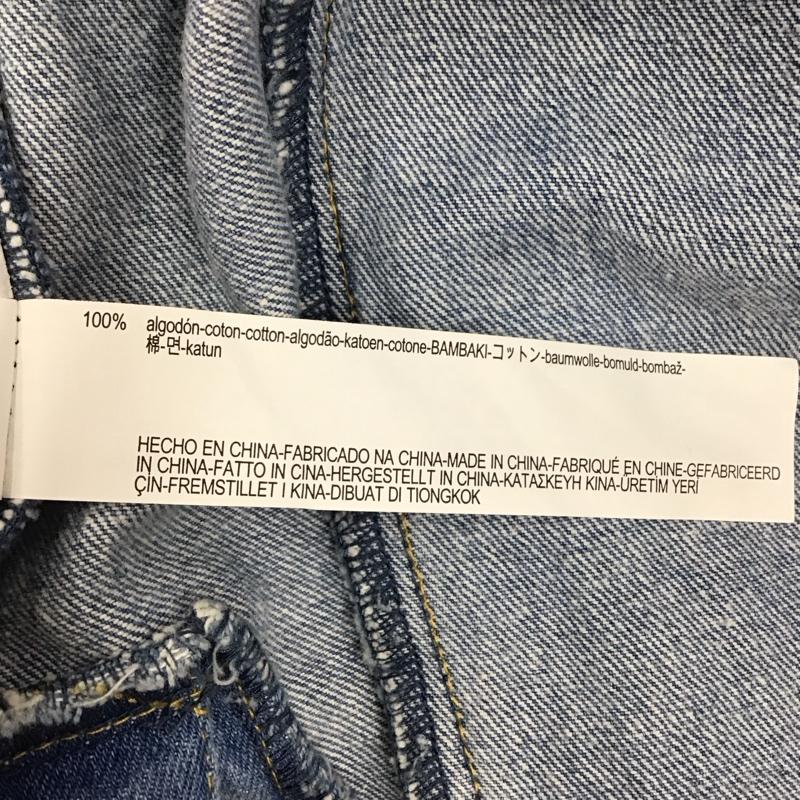 100% algodón-coton-cotton-algodão-katoen-cotone-BAMBAKI-コットン-baumwolle-bomuld-bombaž-
棉-면-katun
HECHO EN CHINA-FABRICADO NA CHINA-MADE IN CHINA-FABRIQUÉ EN CHINE-GEFABRICEERD
IN CHINA-FATTO IN CINA-HERGESTELLT IN CHINA-ΚΑΤΑΣΚΕΥΗ ΚΙΝΑ-ÜRETİM YERİ
ÇİN-FREMSTILLET I KINA-DIBUAT DI TIONGKOK